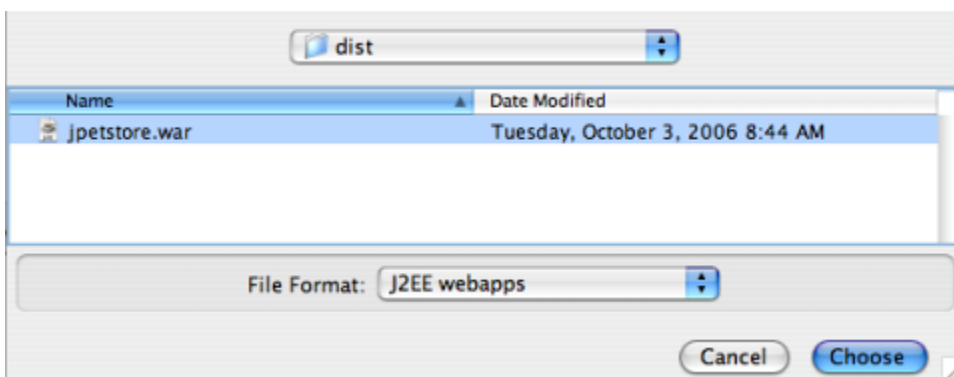 dist
Name Date Modified
jpetstore.war Tuesday, October 3, 2006 8:44 AM
File Format: J2EE webapps
Cancel Choose